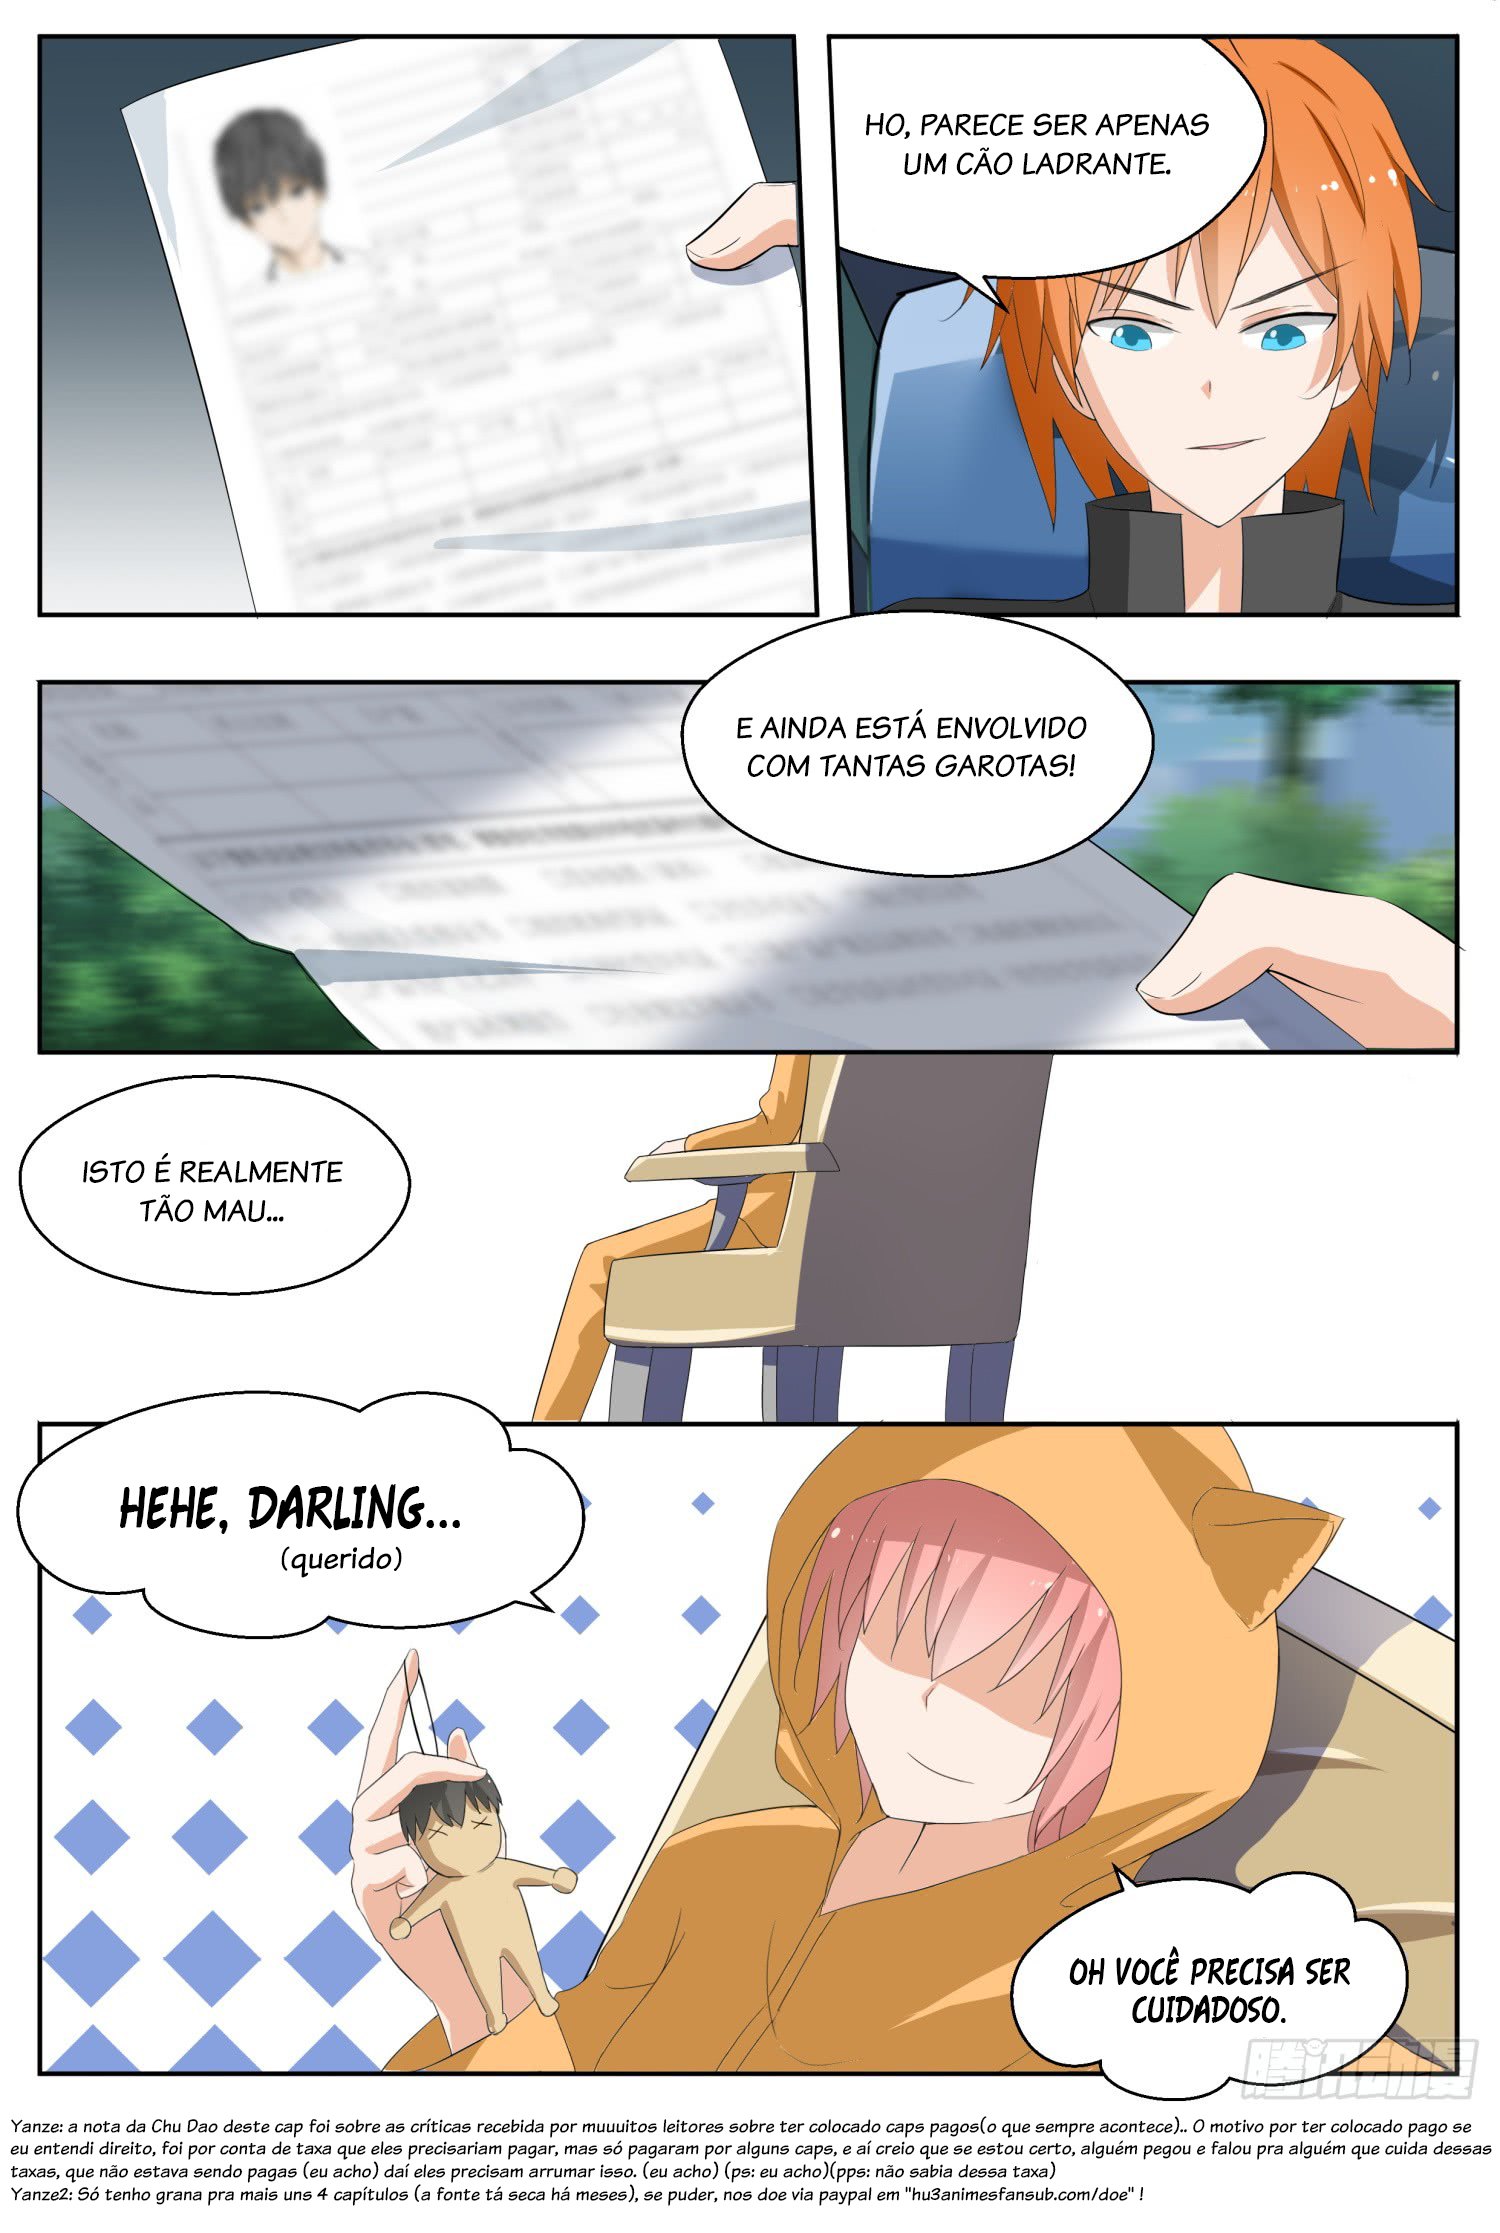 HO, PARECE SER APENAS
UM CÃO LADRANTE.
E AINDA ESTÁ ENVOLVIDO
COM TANTAS GAROTAS!
ISTO É REALMENTE
TÃO MAU...
HEHE, DARLING...
(querido)
OH VOCÊ PRECISA SER
CUIDADOSO.
腾讯动漫
Yanze: a nota da Chu Dao deste cap foi sobre as críticas recebida por muuuitos leitores sobre ter colocado caps pagos(o que sempre acontece).. O motivo por ter colocado pago se
eu entendi direito, foi por conta de taxa que eles precisariam pagar, mas só pagaram por alguns caps, e aí creio que se estou certo, alguém pegou e falou pra alguém que cuida dessas
taxas, que não estava sendo pagas (eu acho) daí eles precisam arrumar isso. (eu acho) (ps: eu acho)(pps: não sabia dessa taxa)
Yanze2: Só tenho grana pra mais uns 4 capítulos (a fonte tá seca há meses), se puder, nos doe via paypal em "hu3animesfansub.com/doe" !